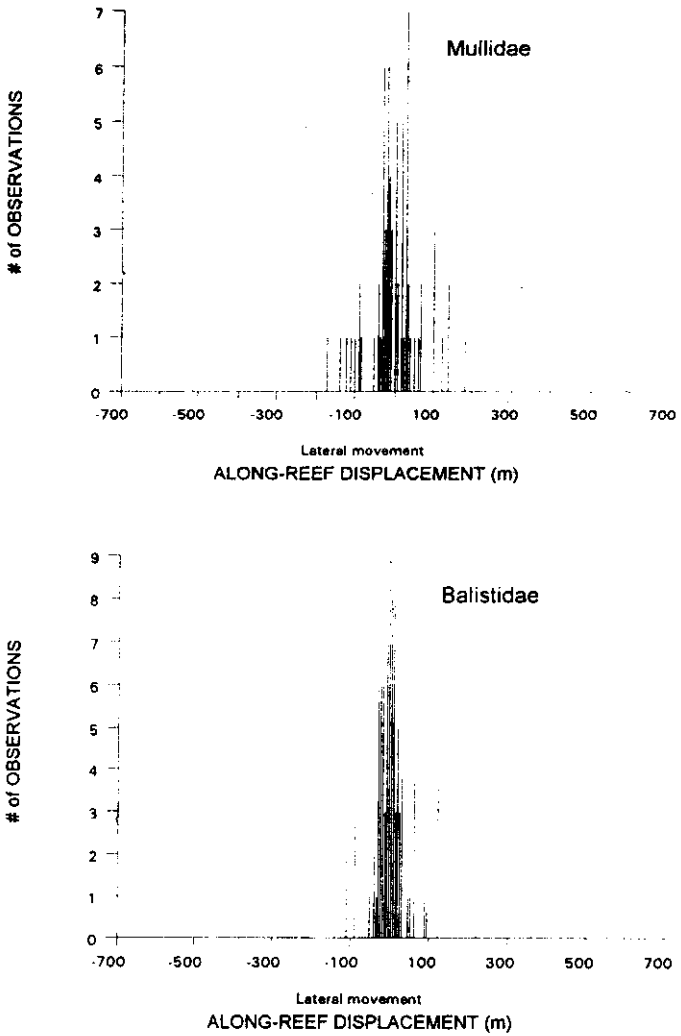 Mullidae
# of OBSERVATIONS
7
6
5
4
3
2
1
0
-700 -500 -300 -100 100 300 500 700
Lateral movement
ALONG-REEF DISPLACEMENT (m)
Balistidae
# of OBSERVATIONS
9
8
7
6
5
4
3
2
1
0
-700 -500 -300 -100 100 300 500 700
Lateral movement
ALONG-REEF DISPLACEMENT (m)